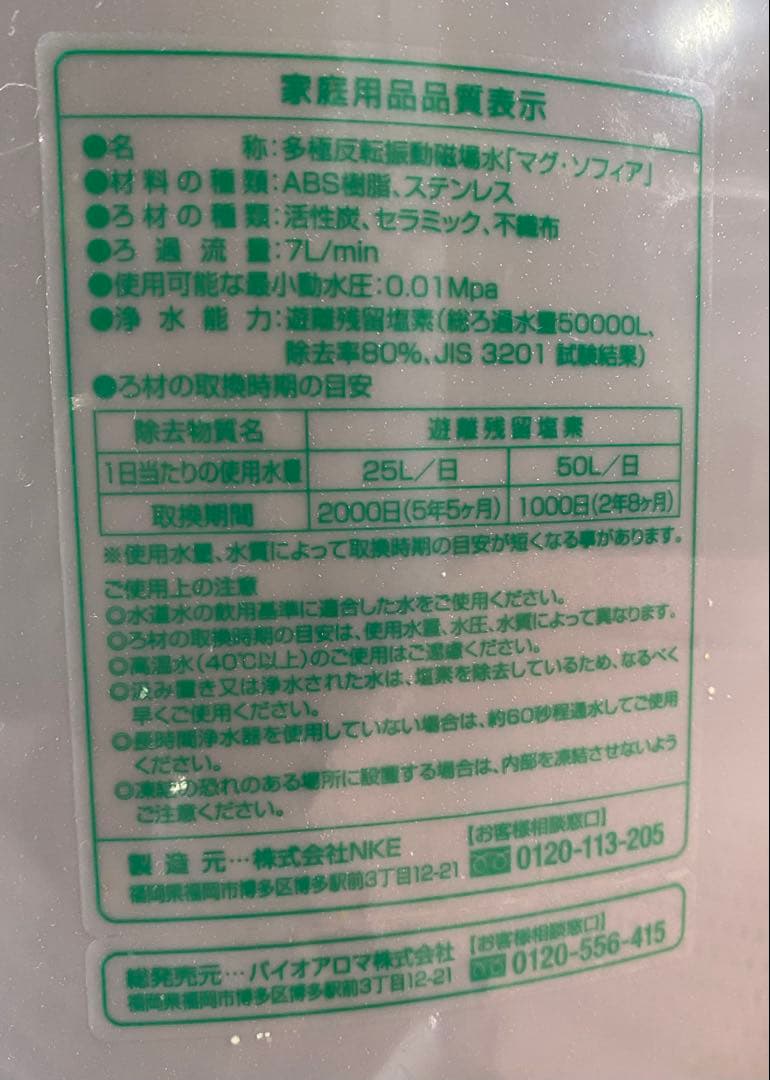 家庭用品品質表示
●名　　　　称:多極反転振動磁場水「マグ・ソフィア」
●材料の種類:ABS樹脂、ステンレス
●ろ材の種類:活性炭、セラミック、不織布
●ろ過流量:7L/min
●使用可能な最小動水圧:0.01Mpa
●浄水能力:遊離残留塩素(総ろ過水量50000L、
除去率80%、JIS 3201 試験結果)
●ろ材の取換時期の目安
除去物質名 遊離残留塩素
1日当たりの使用水量 25L/日 50L/日
取換期間 2000日(5年5ヶ月) 1000日(2年8ヶ月)
※使用水量、水質によって取換時期の目安が短くなる事があります。
ご使用上の注意
◎水道水の飲用基準に適合した水をご使用ください。
◎ろ材の取換時期の目安は、使用水量、水圧、水質によって異なります。
◎高温水(40℃以上)のご使用はご遠慮ください。
◎汲み置き又は浄水された水は、塩素を除去しているため、なるべく
早くご使用ください。
◎長時間浄水器を使用していない場合は、約60秒程通水してご使用
ください。
◎凍結の恐れのある場所に設置する場合は、内部を凍結させないよう
ご注意ください。
製造元…株式会社NKE 【お客様相談窓口】
福岡県福岡市博多区博多駅前3丁目12-21 0120-113-205
総発売元…バイオアロマ株式会社 【お客様相談窓口】
福岡県福岡市博多区博多駅前3丁目12-21 0120-556-415